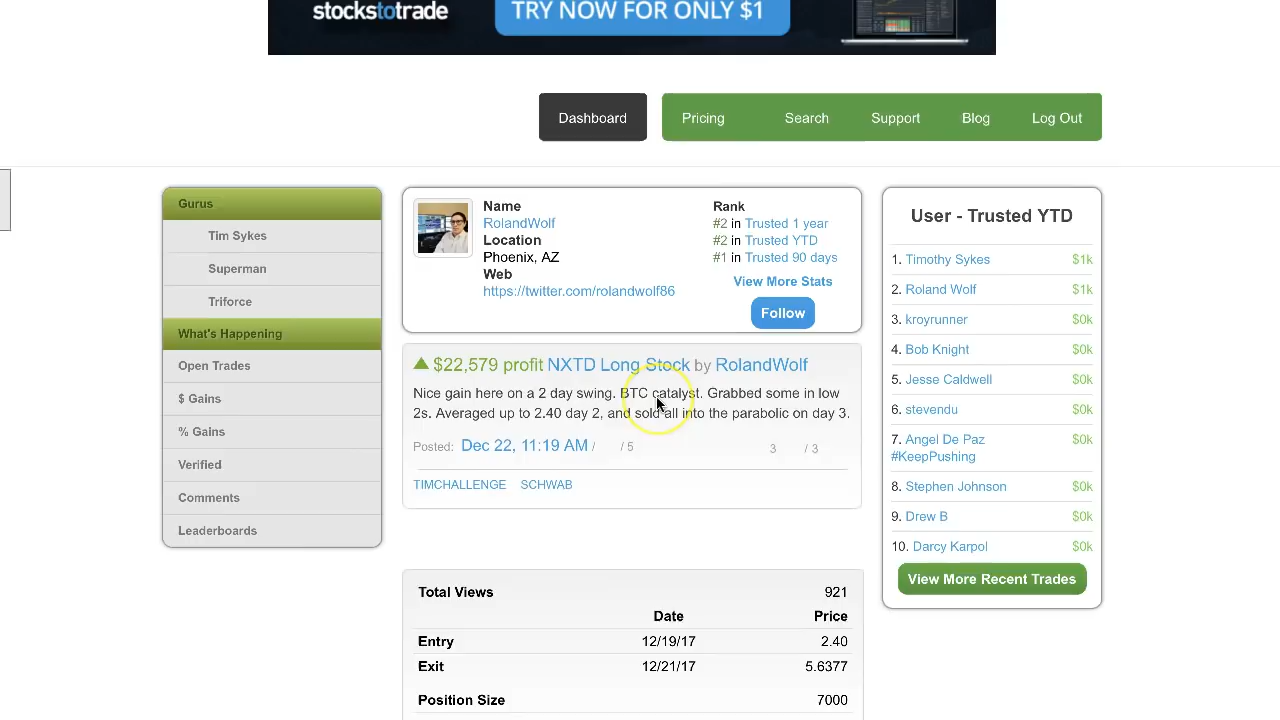 stockstotrade
TRY NOW FOR ONLY $1
Dashboard
Pricing
Search
Support
Blog
Log Out
Gurus
Tim Sykes
Superman
Triforce
What's Happening
Open Trades
$ Gains
% Gains
Verified
Comments
Leaderboards
Name
RolandWolf
Location
Phoenix, AZ
Web
https://twitter.com/rolandwolf86
Rank
#2 in Trusted 1 year
#2 in Trusted YTD
#1 in Trusted 90 days
View More Stats
Follow
$22,579 profit NXTD Long Stock by RolandWolf
Nice gain here on a 2 day swing. BTC catalyst. Grabbed some in low
2s. Averaged up to 2.40 day 2, and sold all into the parabolic on day 3.
Posted: Dec 22, 11:19 AM / / 5 3 / 3
TIMCHALLENGE SCHWAB
Total Views 921
Date Price
Entry 12/19/17 2.40
Exit 12/21/17 5.6377
Position Size 7000
User - Trusted YTD
1. Timothy Sykes $1k
2. Roland Wolf $1k
3. kroyrunner $0k
4. Bob Knight $0k
5. Jesse Caldwell $0k
6. stevendu $0k
7. Angel De Paz $0k
#KeepPushing
8. Stephen Johnson $0k
9. Drew B $0k
10. Darcy Karpol $0k
View More Recent Trades